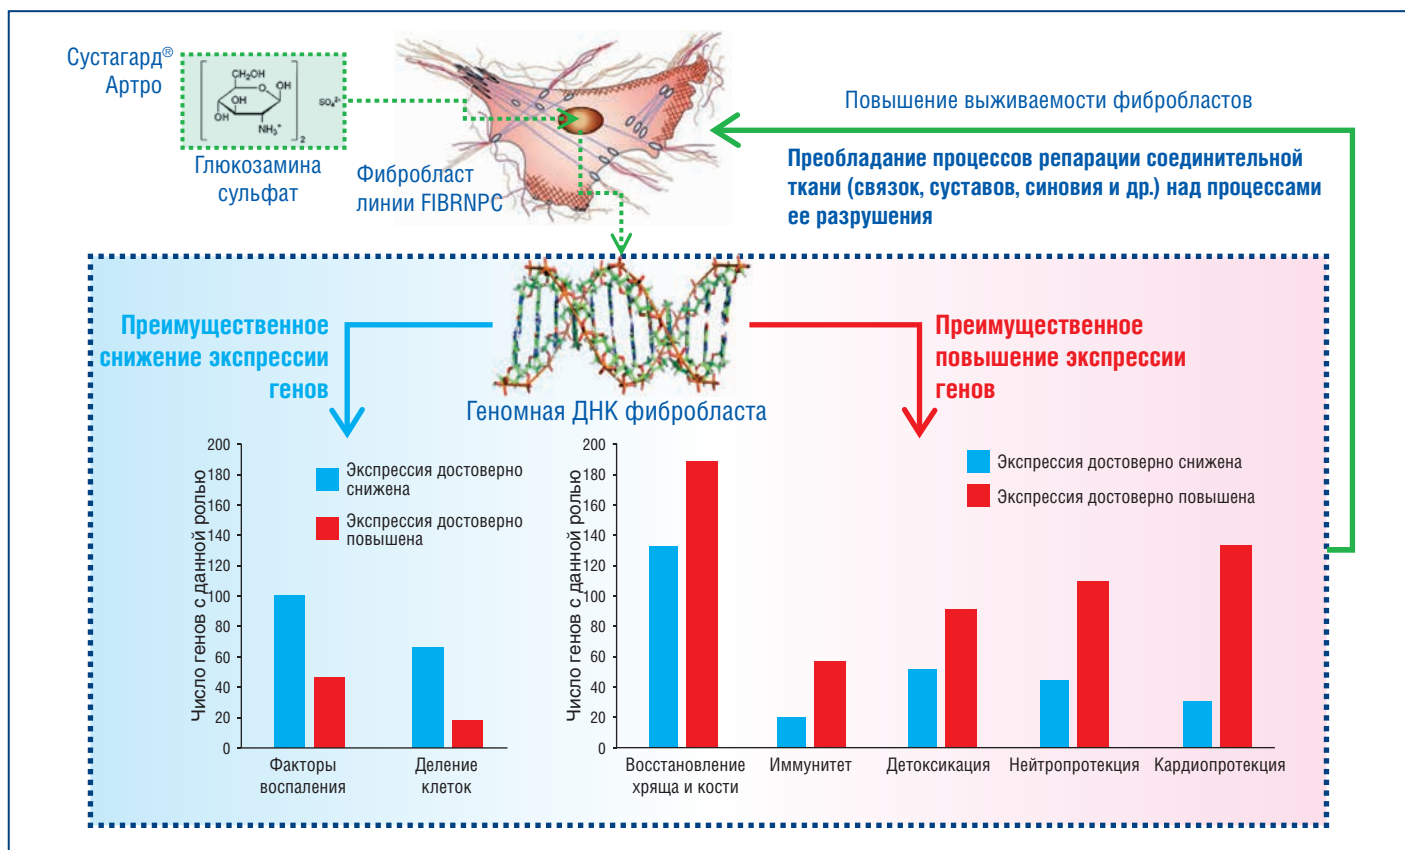 Сустагард®
Артро
CH₂OH
O
OH
OH
OH
NH₃⁺
2
SO₄²⁻
Глюкозамина
сульфат
Фибробласт
линии FIBRNPC
Повышение выживаемости фибробластов
Преобладание процессов репарации соединительной
ткани (связок, суставов, синовия и др.) над процессами
ее разрушения
Преимущественное
снижение экспрессии
генов
Преимущественное
повышение экспрессии
генов
Геномная ДНК фибробласта
Число генов с данной ролью
200
180
160
140
120
100
80
60
40
20
0
Экспрессия достоверно
снижена
Экспрессия достоверно
повышена
Факторы
воспаления
Деление
клеток
Число генов с данной ролью
200
180
160
140
120
100
80
60
40
20
0
Экспрессия достоверно снижена
Экспрессия достоверно повышена
Восстановление
хряща и кости
Иммунитет
Детоксикация
Нейтропротекция
Кардиопротекция